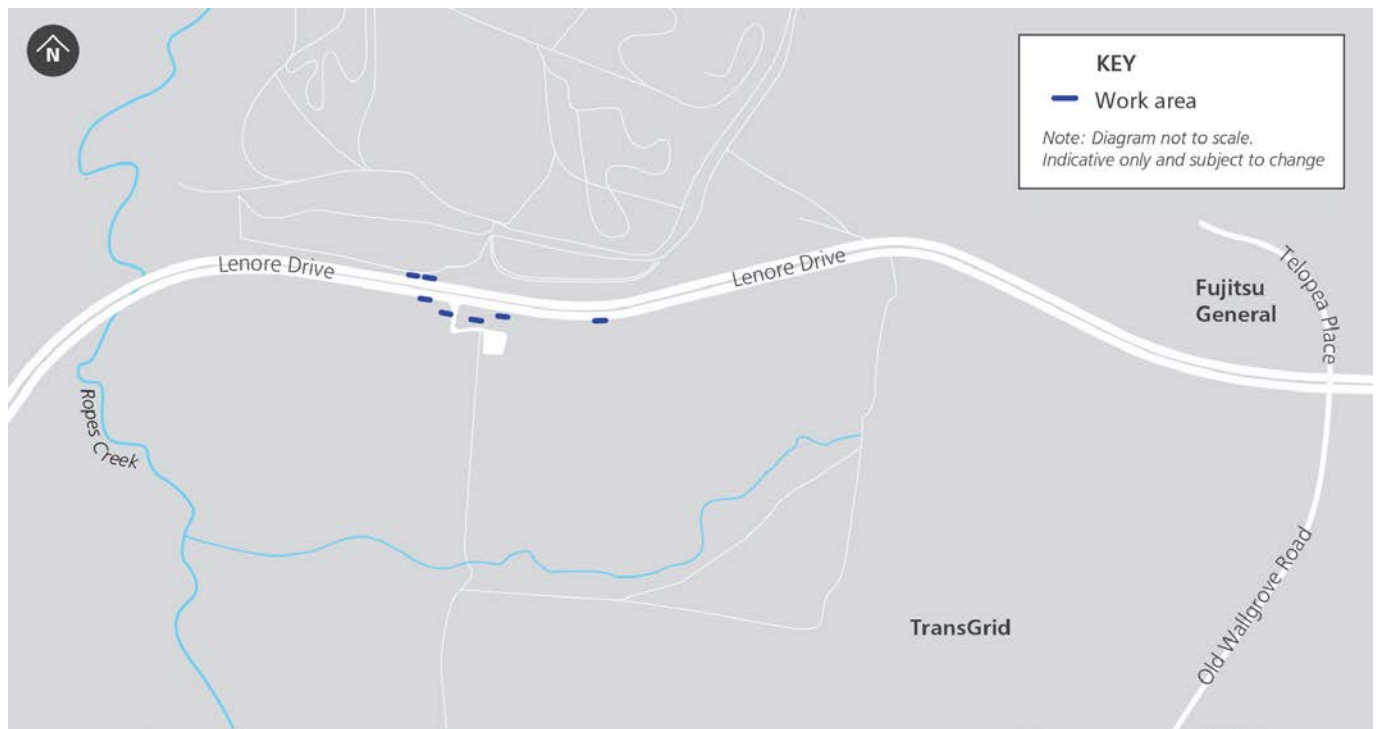 N
KEY
Work area
Note: Diagram not to scale.
Indicative only and subject to change
Lenore Drive
Lenore Drive
Telopea Place
Fujitsu
General
Ropes Creek
TransGrid
Old Wallgrove Road